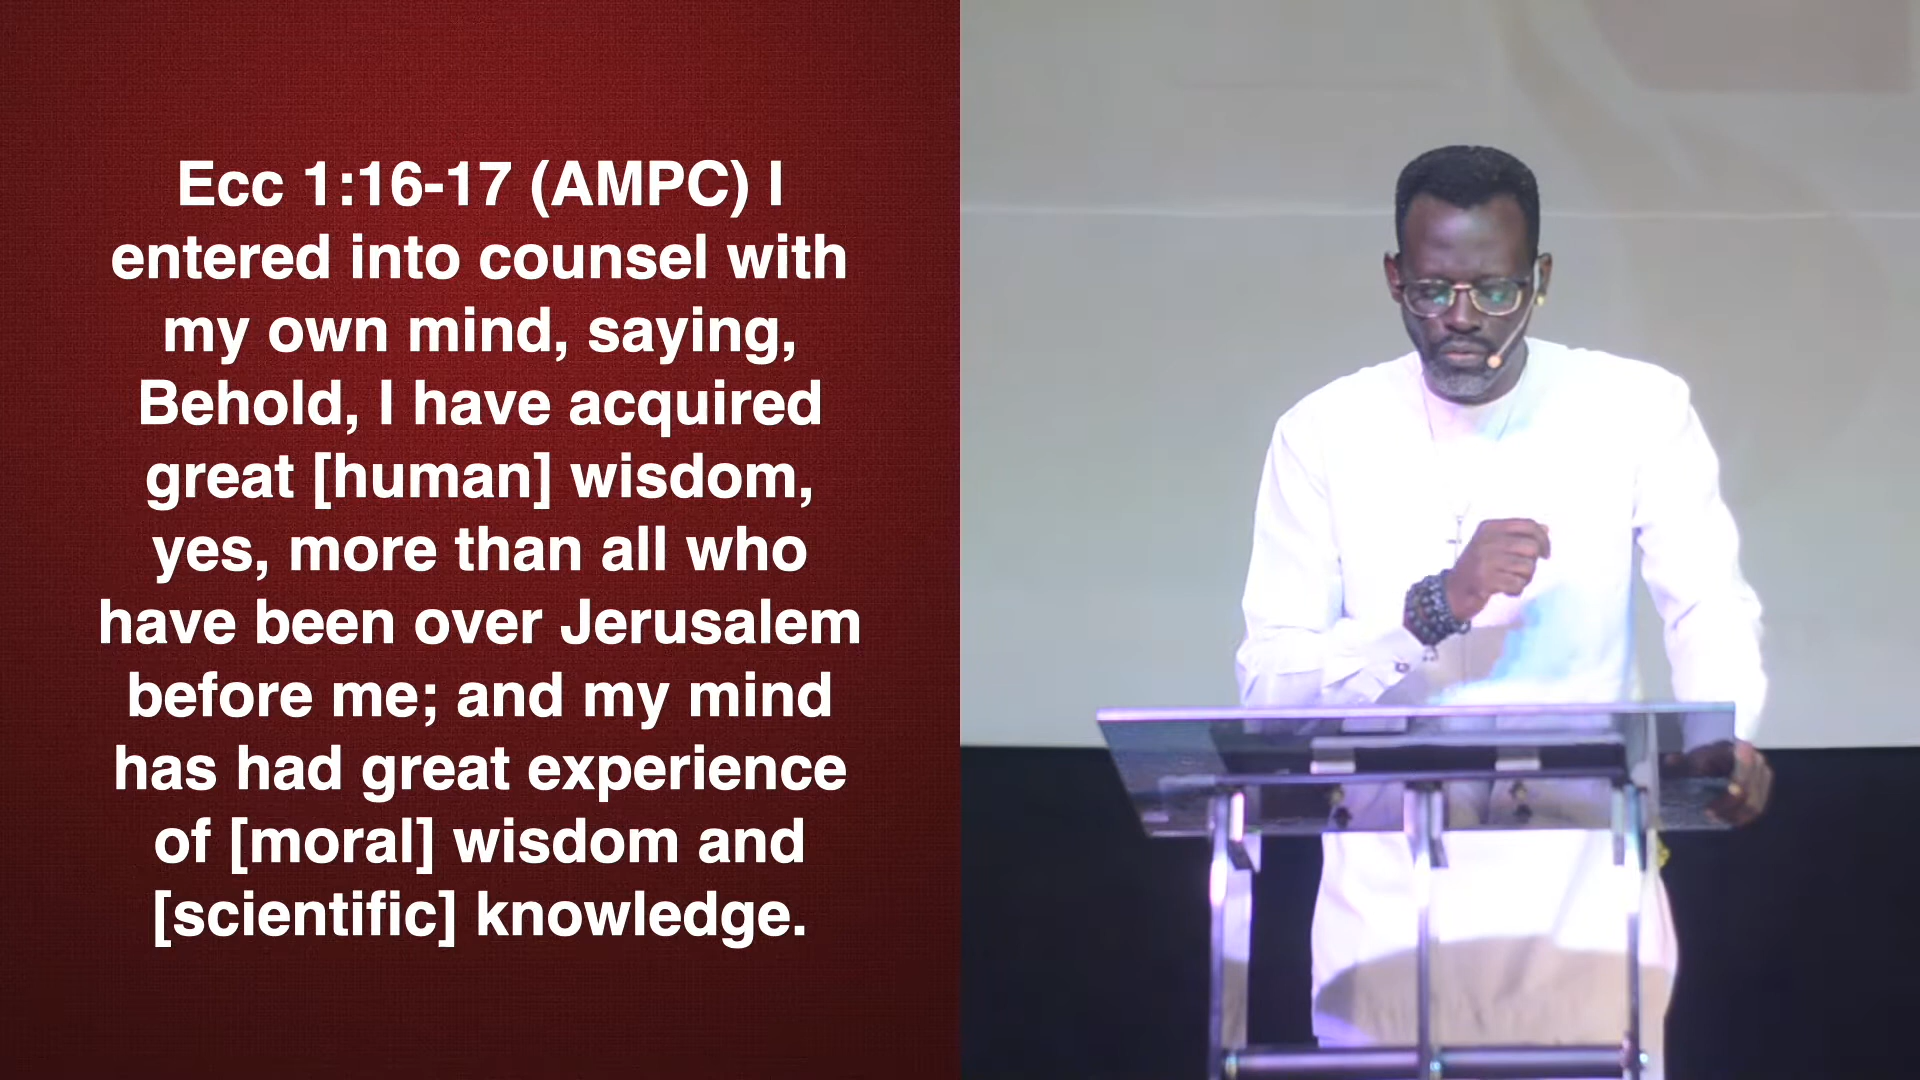 Ecc 1:16-17 (AMPC) I
entered into counsel with
my own mind, saying,
Behold, I have acquired
great [human] wisdom,
yes, more than all who
have been over Jerusalem
before me; and my mind
has had great experience
of [moral] wisdom and
[scientific] knowledge.